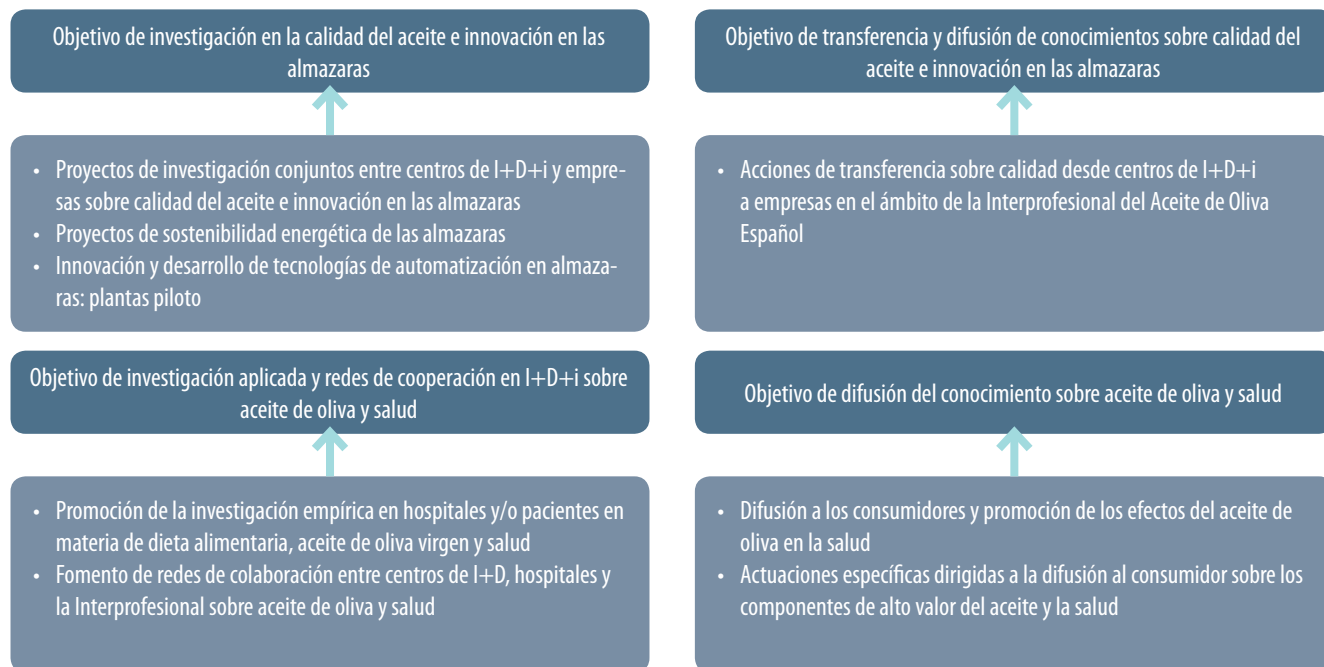 Objetivo de investigación en la calidad del aceite e innovación en las
almazaras
• Proyectos de investigación conjuntos entre centros de I+D+i y empre-
sas sobre calidad del aceite e innovación en las almazaras
• Proyectos de sostenibilidad energética de las almazaras
• Innovación y desarrollo de tecnologías de automatización en almaza-
ras: plantas piloto
Objetivo de transferencia y difusión de conocimientos sobre calidad del
aceite e innovación en las almazaras
• Acciones de transferencia sobre calidad desde centros de I+D+i
a empresas en el ámbito de la Interprofesional del Aceite de Oliva
Español
Objetivo de investigación aplicada y redes de cooperación en I+D+i sobre
aceite de oliva y salud
• Promoción de la investigación empírica en hospitales y/o pacientes en
materia de dieta alimentaria, aceite de oliva virgen y salud
• Fomento de redes de colaboración entre centros de I+D, hospitales y
la Interprofesional sobre aceite de oliva y salud
Objetivo de difusión del conocimiento sobre aceite de oliva y salud
• Difusión a los consumidores y promoción de los efectos del aceite de
oliva en la salud
• Actuaciones específicas dirigidas a la difusión al consumidor sobre los
componentes de alto valor del aceite y la salud